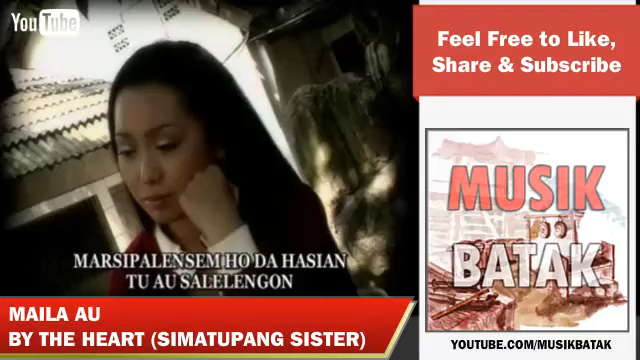 YouTube
MARSIPALENSEM HO DA HASIAN
TU AU SALELENGON
MAILA AU
BY THE HEART (SIMATUPANG SISTER)
Feel Free to Like,
Share & Subscribe
MUSIK
BATAK
YOUTUBE.COM/MUSIKBATAK